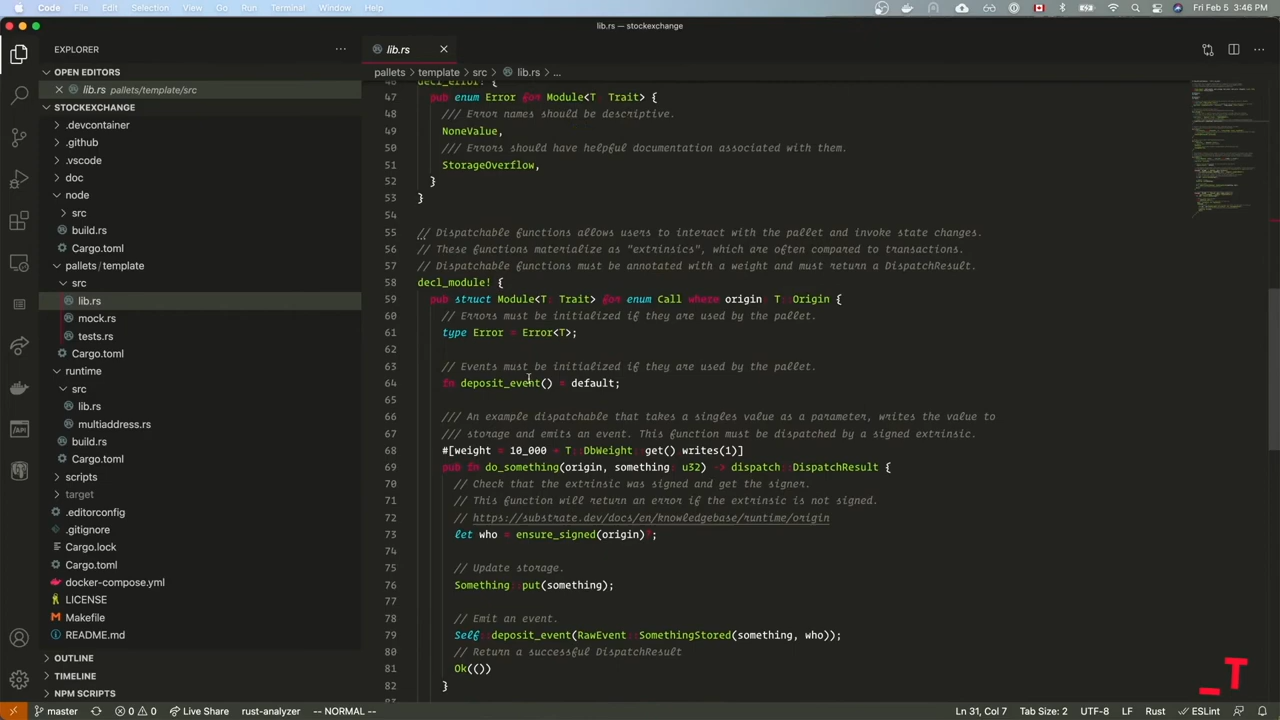 Code File Edit Selection View Go Run Terminal Window Help
Fri Feb 5 3:46 PM
lib.rs — stockexchange
EXPLORER
OPEN EDITORS
lib.rs pallets/template/src
STOCKEXCHANGE
.devcontainer
.github
.vscode
doc
node
src
build.rs
Cargo.toml
pallets/template
src
lib.rs
mock.rs
tests.rs
Cargo.toml
runtime
src
lib.rs
multiaddress.rs
build.rs
Cargo.toml
scripts
target
.editorconfig
.gitignore
Cargo.lock
Cargo.toml
docker-compose.yml
LICENSE
Makefile
README.md
OUTLINE
TIMELINE
NPM SCRIPTS
lib.rs
pallets > template > src > lib.rs > ...
46 decl_error! {
47 pub enum Error for Module<T: Trait> {
48 /// Error names should be descriptive.
49 NoneValue,
50 /// Errors should have helpful documentation associated with them.
51 StorageOverflow,
52 }
53 }
54
55 // Dispatchable functions allows users to interact with the pallet and invoke state changes.
56 // These functions materialize as "extrinsics", which are often compared to transactions.
57 // Dispatchable functions must be annotated with a weight and must return a DispatchResult.
58 decl_module! {
59 pub struct Module<T: Trait> for enum Call where origin: T::Origin {
60 // Errors must be initialized if they are used by the pallet.
61 type Error = Error<T>;
62
63 // Events must be initialized if they are used by the pallet.
64 fn deposit_event() = default;
65
66 /// An example dispatchable that takes a singles value as a parameter, writes the value to
67 /// storage and emits an event. This function must be dispatched by a signed extrinsic.
68 #[weight = 10_000 + T::DbWeight::get().writes(1)]
69 pub fn do_something(origin, something: u32) -> dispatch::DispatchResult {
70 // Check that the extrinsic was signed and get the signer.
71 // This function will return an error if the extrinsic is not signed.
72 // https://substrate.dev/docs/en/knowledgebase/runtime/origin
73 let who = ensure_signed(origin)?;
74
75 // Update storage.
76 Something::put(something);
77
78 // Emit an event.
79 Self::deposit_event(RawEvent::SomethingStored(something, who));
80 // Return a successful DispatchResult
81 Ok(())
82 }
83
_T
master 0 0 Live Share rust-analyzer -- NORMAL -- Ln 31, Col 7 Tab Size: 2 UTF-8 LF Rust ESLint